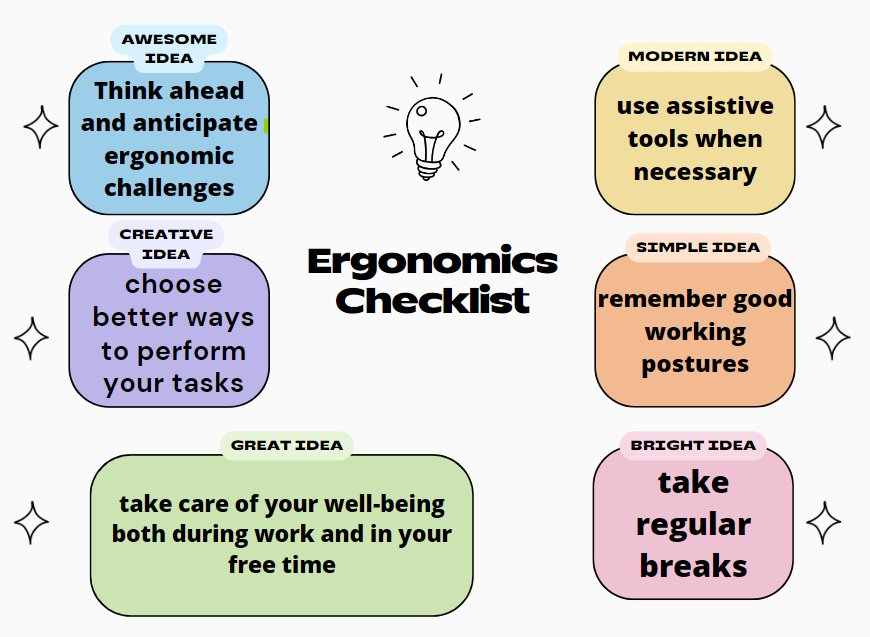 AWESOME
IDEA
Think ahead
and anticipate
ergonomic
challenges
MODERN IDEA
use assistive
tools when
necessary
Ergonomics
Checklist
CREATIVE
IDEA
choose
better ways
to perform
your tasks
SIMPLE IDEA
remember good
working
postures
GREAT IDEA
take care of your well-being
both during work and in your
free time
BRIGHT IDEA
take
regular
breaks